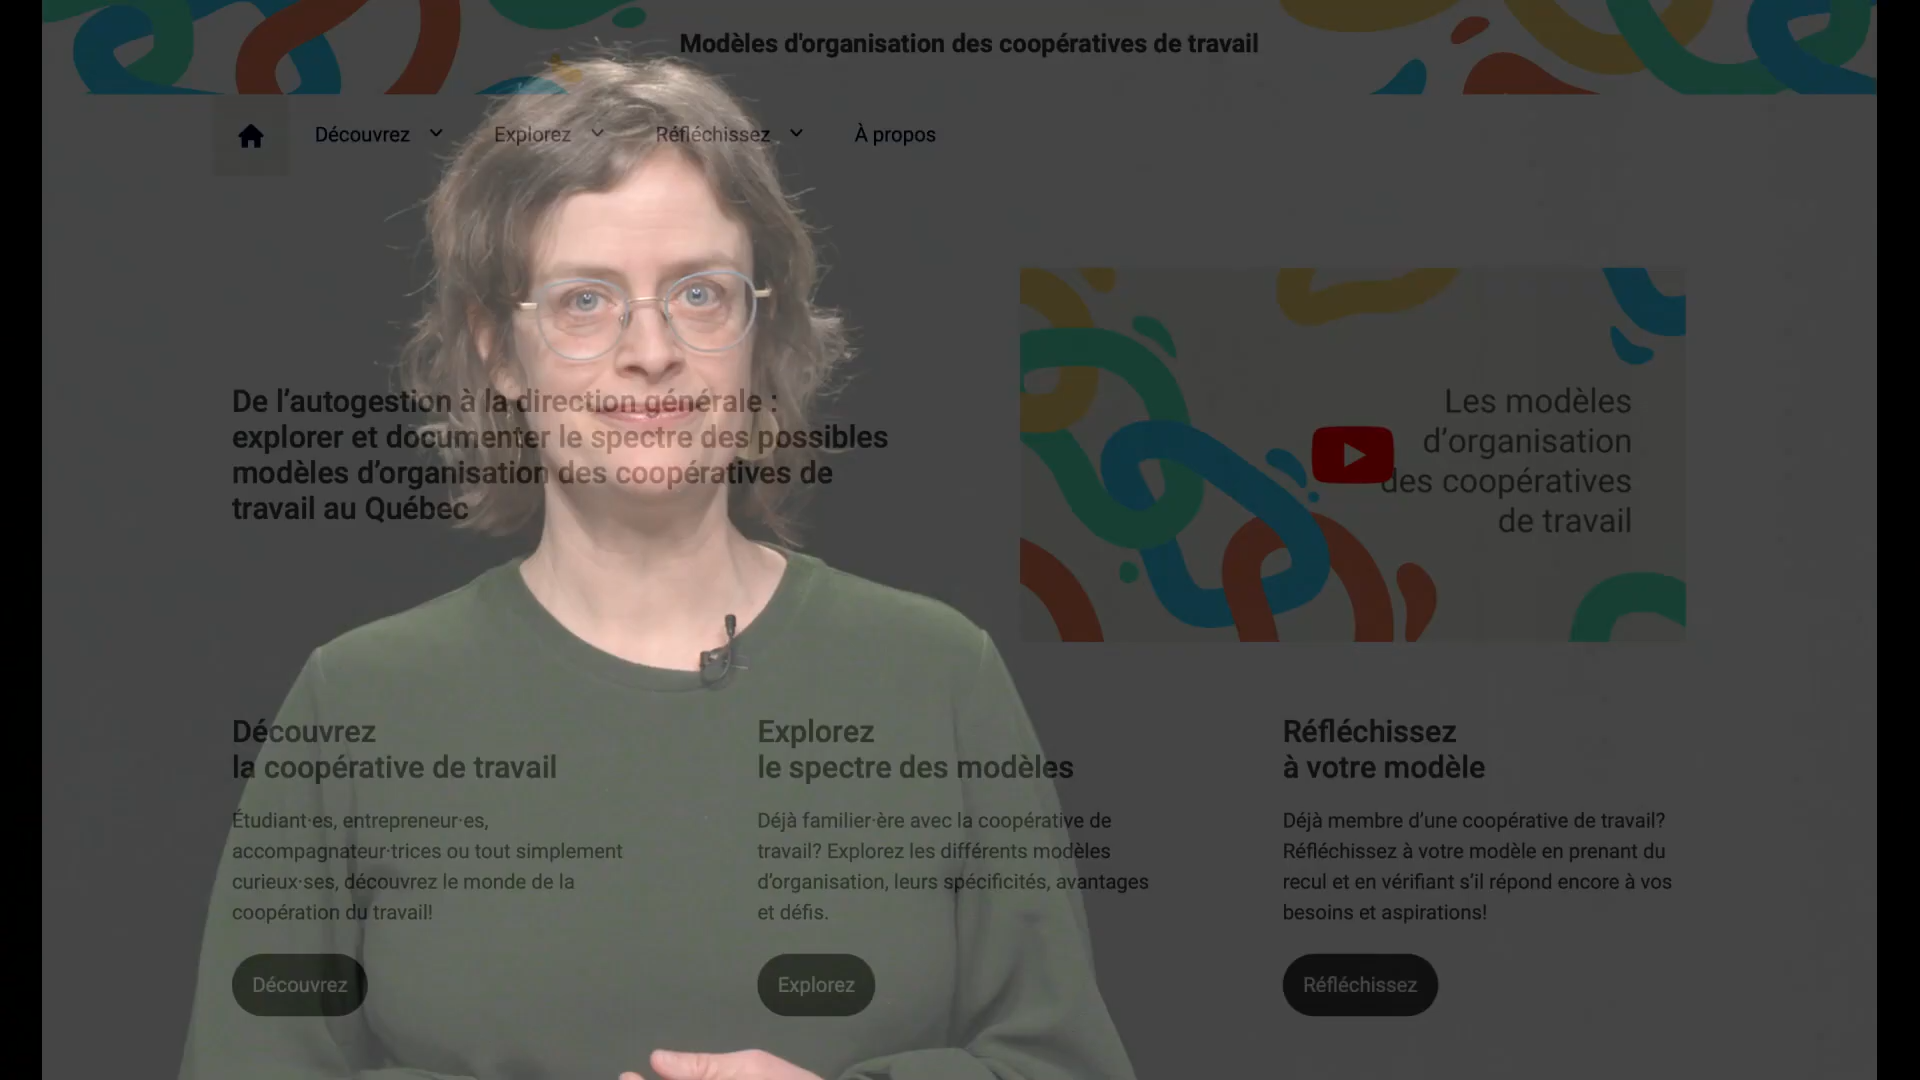 Modèles d'organisation des coopératives de travail
Découvrez
Explorez
Réfléchissez
À propos
De l'autogestion à la direction générale :
explorer et documenter le spectre des possibles
modèles d'organisation des coopératives de
travail au Québec
Les modèles
d'organisation
des coopératives
de travail
Découvrez
la coopérative de travail
Étudiant·es, entrepreneur·es,
accompagnateur·trices ou tout simplement
curieux·ses, découvrez le monde de la
coopération du travail!
Découvrez
Explorez
le spectre des modèles
Déjà familier·ère avec la coopérative de
travail? Explorez les différents modèles
d'organisation, leurs spécificités, avantages
et défis.
Explorez
Réfléchissez
à votre modèle
Déjà membre d'une coopérative de travail?
Réfléchissez à votre modèle en prenant du
recul et en vérifiant s'il répond encore à vos
besoins et aspirations!
Réfléchissez